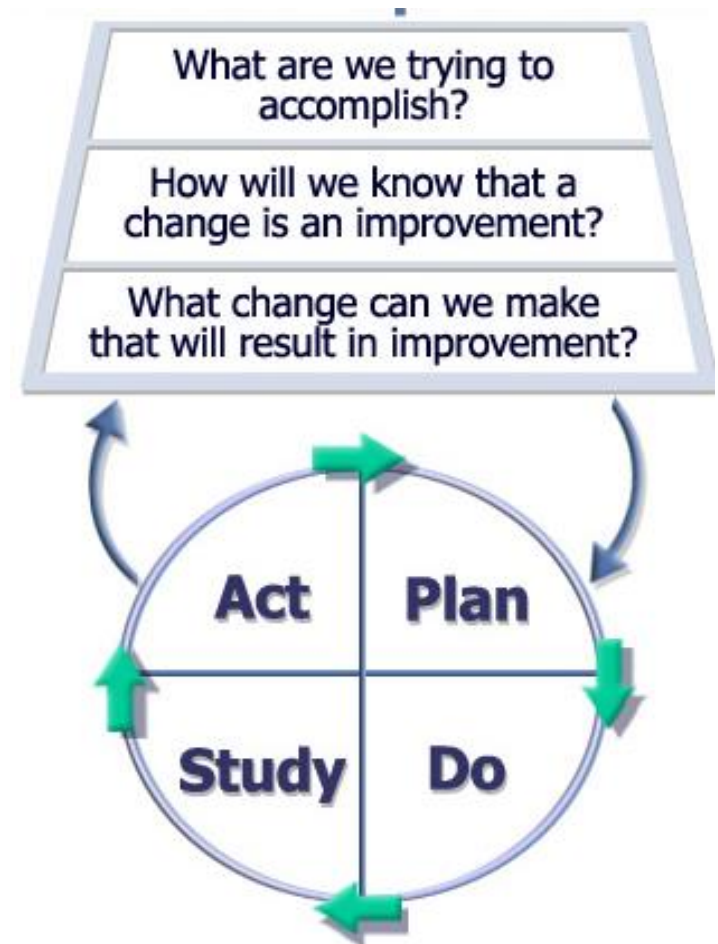 What are we trying to
accomplish?
How will we know that a
change is an improvement?
What change can we make
that will result in improvement?
Act
Plan
Study
Do